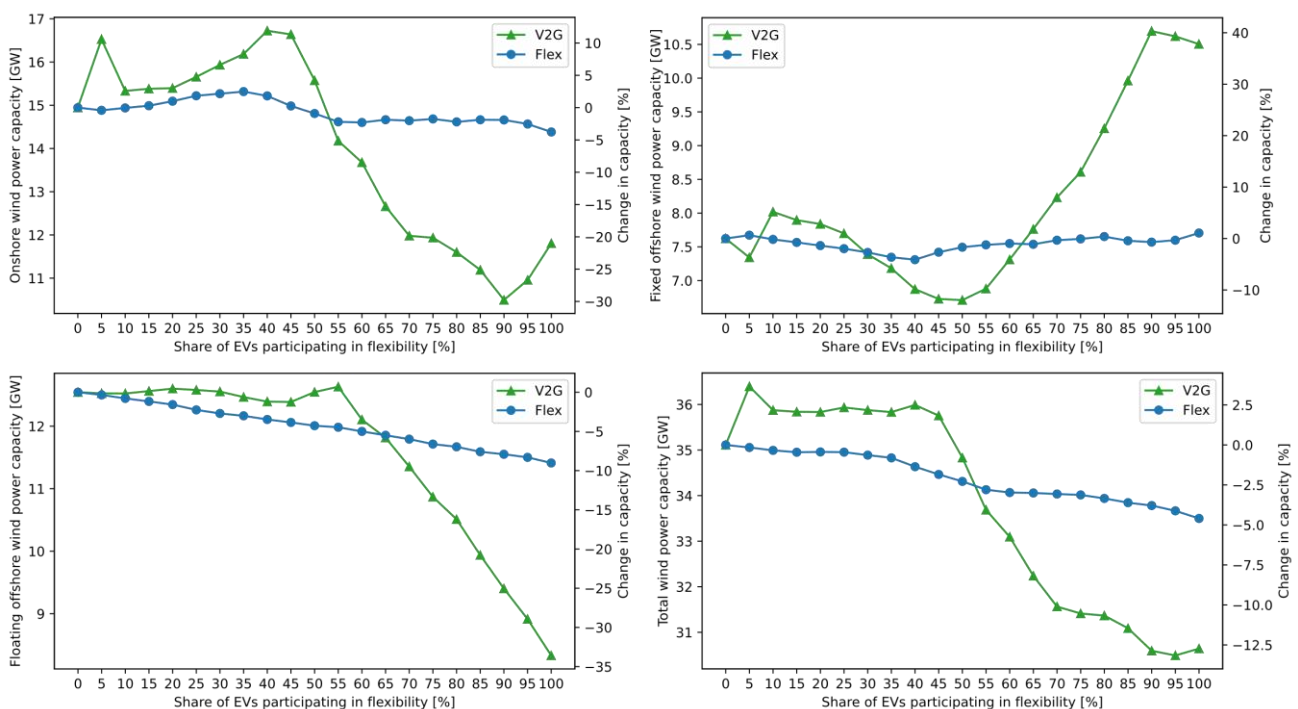 Onshore wind power capacity [GW]
17
16
15
14
13
12
11
V2G
Flex
10
5
0
−5
−10
−15
−20
−25
−30
Change in capacity [%]
0 5 10 15 20 25 30 35 40 45 50 55 60 65 70 75 80 85 90 95 100
Share of EVs participating in flexibility [%]
Fixed offshore wind power capacity [GW]
10.5
10.0
9.5
9.0
8.5
8.0
7.5
7.0
V2G
Flex
40
30
20
10
0
−10
Change in capacity [%]
0 5 10 15 20 25 30 35 40 45 50 55 60 65 70 75 80 85 90 95 100
Share of EVs participating in flexibility [%]
Floating offshore wind power capacity [GW]
12
11
10
9
V2G
Flex
0
−5
−10
−15
−20
−25
−30
−35
Change in capacity [%]
0 5 10 15 20 25 30 35 40 45 50 55 60 65 70 75 80 85 90 95 100
Share of EVs participating in flexibility [%]
Total wind power capacity [GW]
36
35
34
33
32
31
V2G
Flex
2.5
0.0
−2.5
−5.0
−7.5
−10.0
−12.5
Change in capacity [%]
0 5 10 15 20 25 30 35 40 45 50 55 60 65 70 75 80 85 90 95 100
Share of EVs participating in flexibility [%]